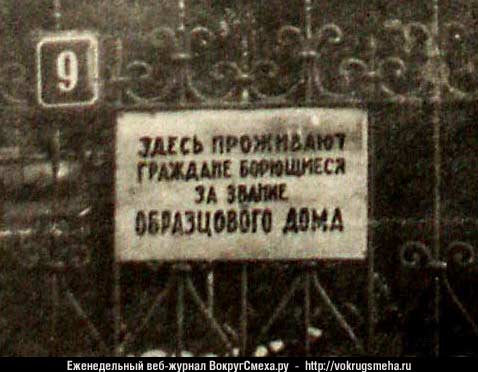 9
ЗДЕСЬ ПРОЖИВАЮТ
ГРАЖДАНЕ БОРЮЩИЕСЯ
ЗА ЗВАНИЕ
ОБРАЗЦОВОГО ДОМА
Еженедельный веб-журнал ВокругСмеха.ру - http://vokrugsmeha.ru